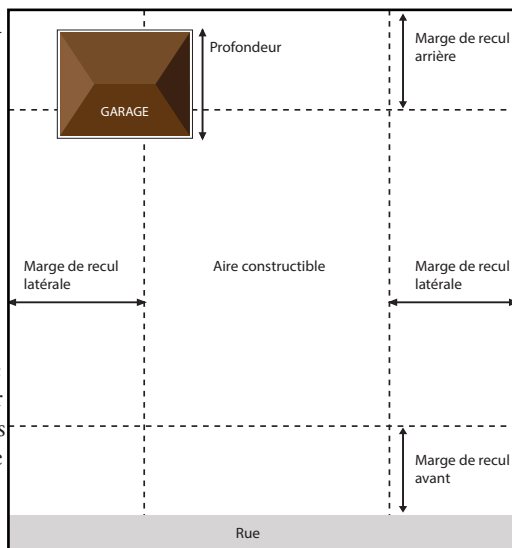 Marge de recul
arrière
Profondeur
GARAGE
Marge de recul
latérale
Aire constructible
Marge de recul
latérale
Marge de recul
avant
Rue